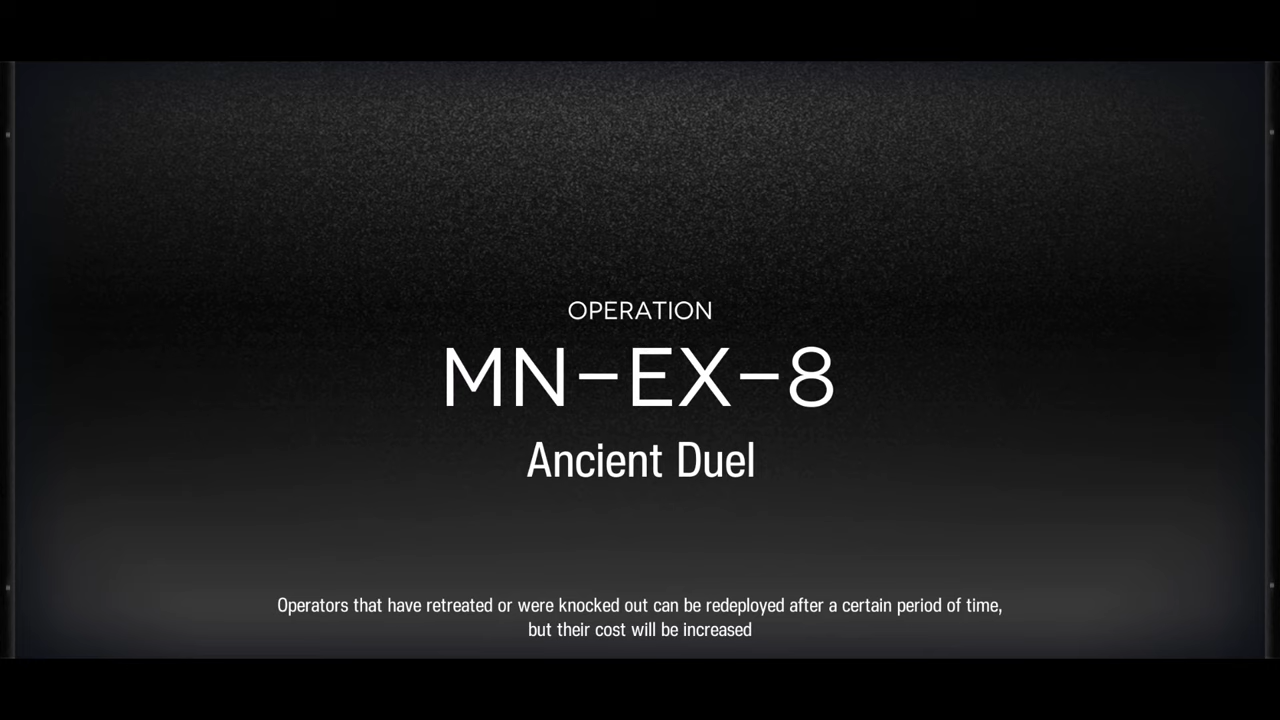 OPERATION
MN-EX-8
Ancient Duel
Operators that have retreated or were knocked out can be redeployed after a certain period of time,
but their cost will be increased